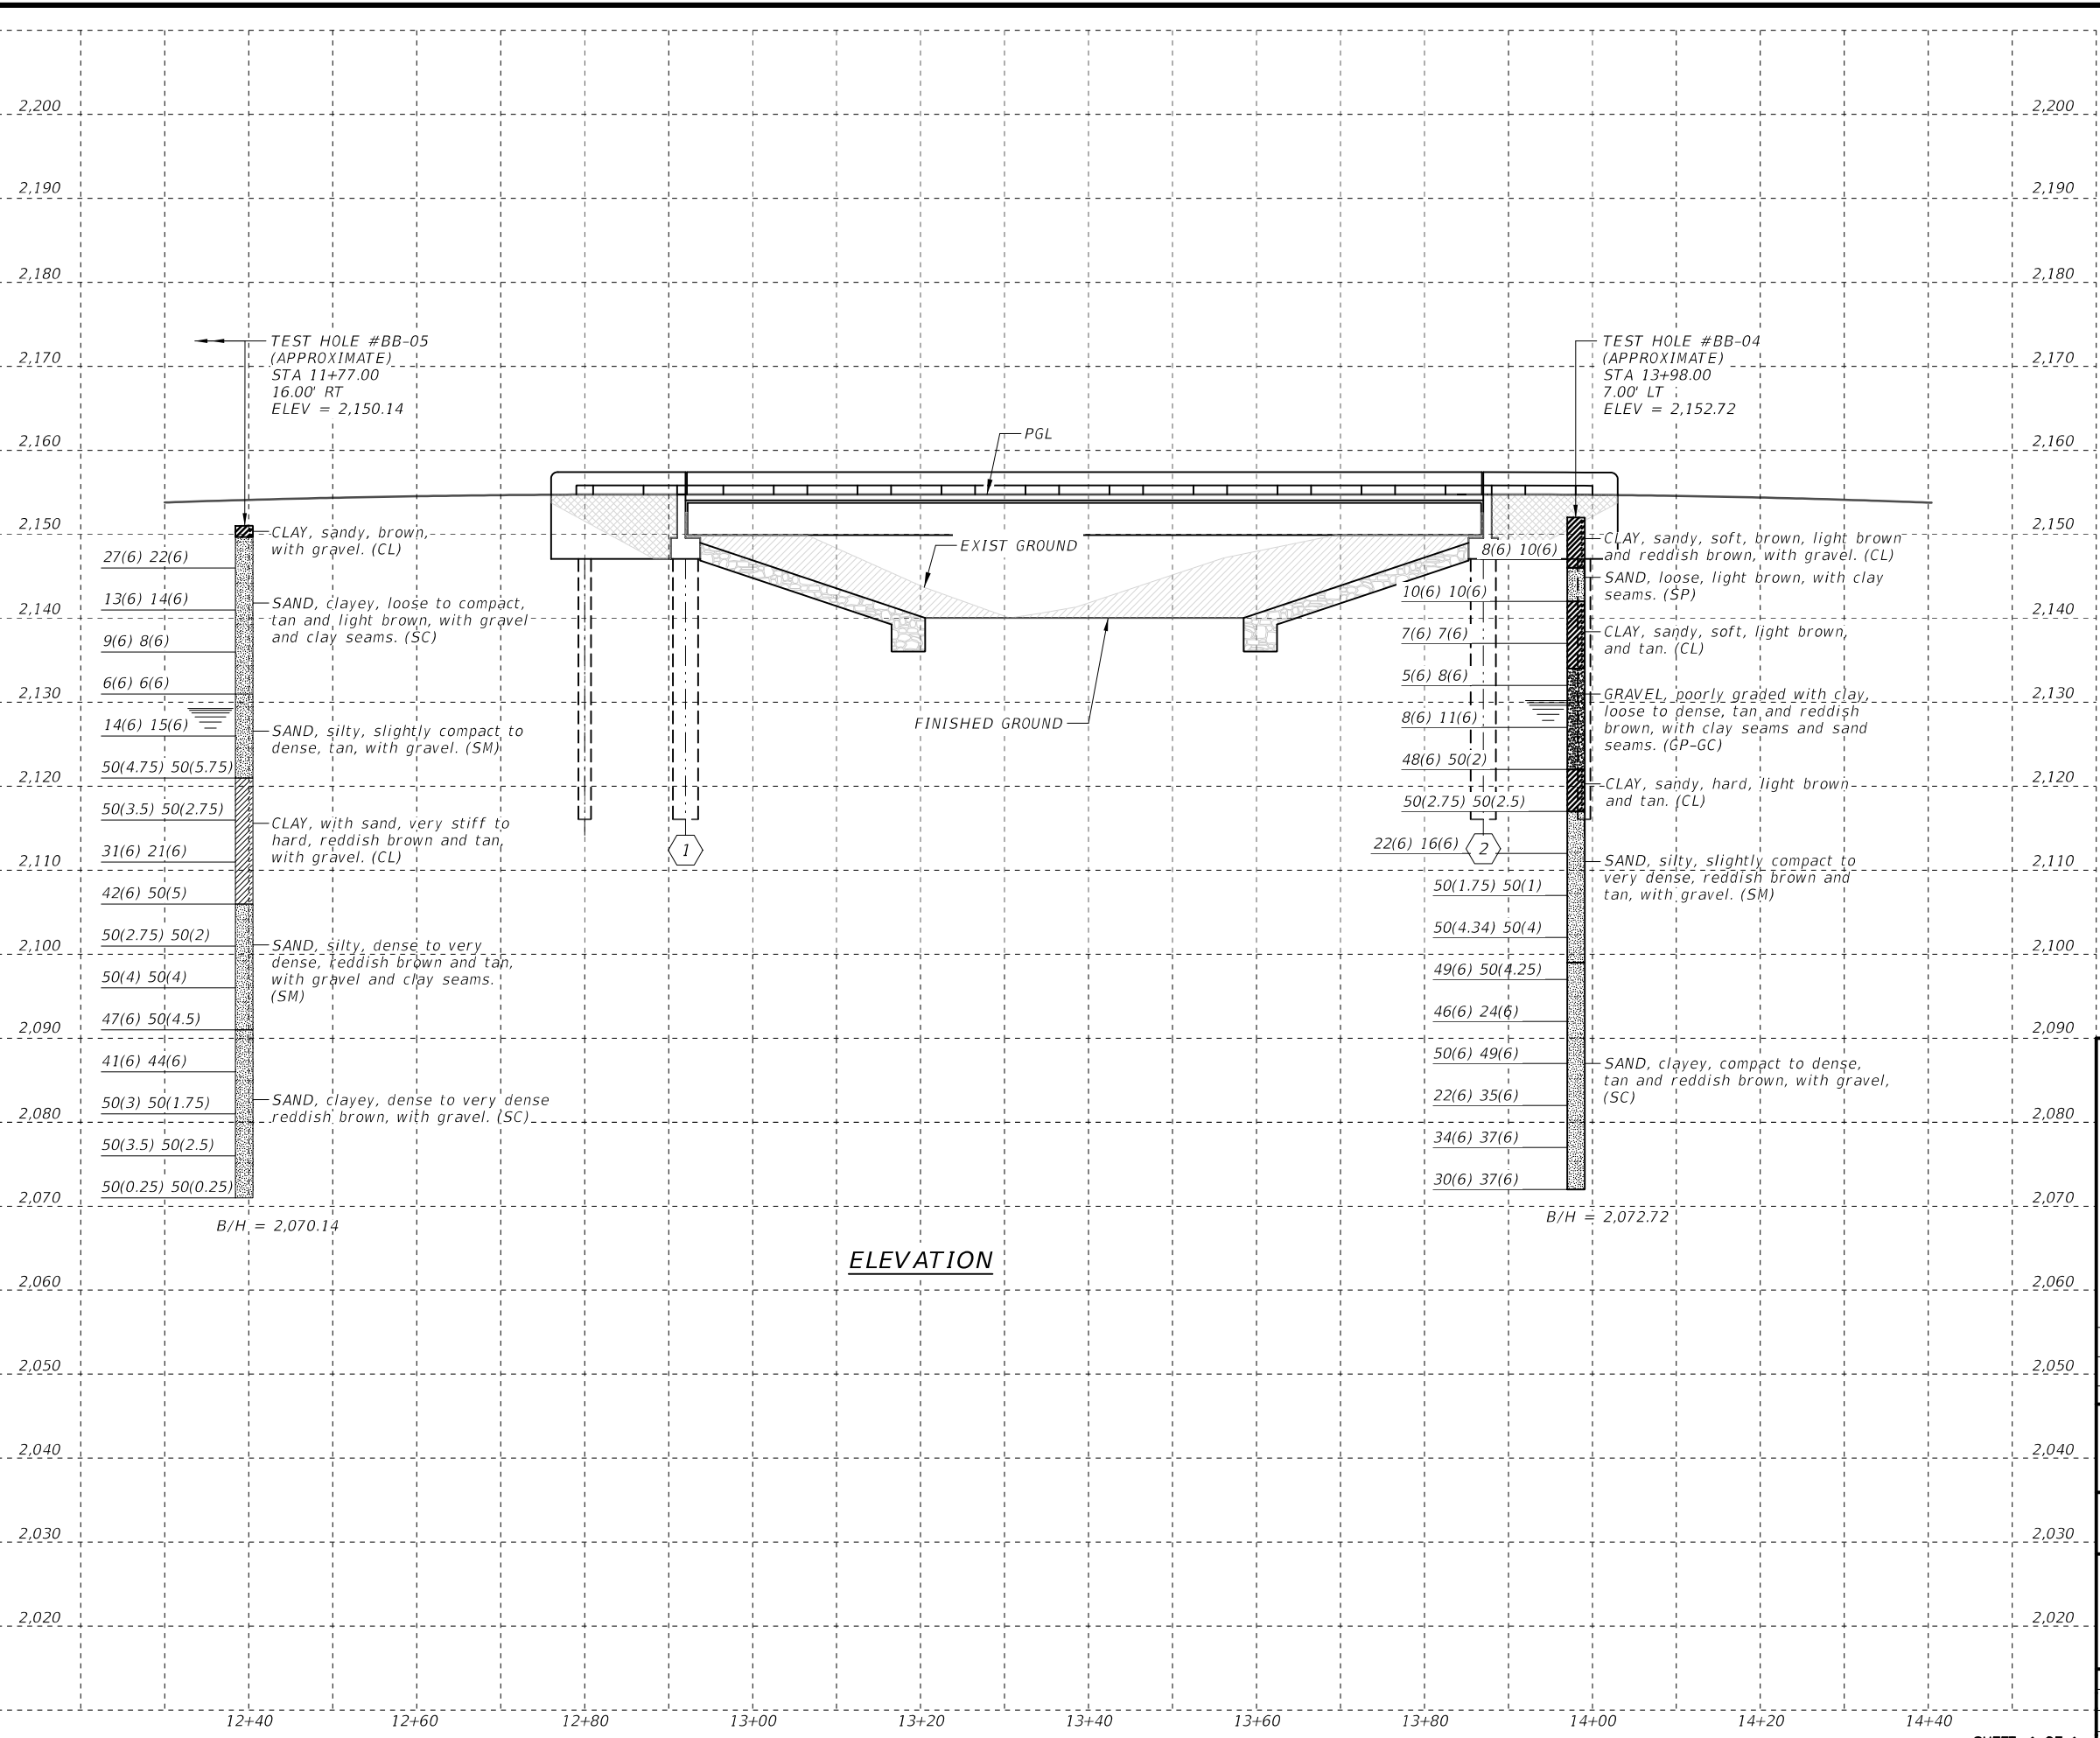 2,200
2,190
2,180
2,170
2,160
2,150
2,140
2,130
2,120
2,110
2,100
2,090
2,080
2,070
2,060
2,050
2,040
2,030
2,020
TEST HOLE #BB-05
(APPROXIMATE)
STA 11+77.00
16.00' RT
ELEV = 2,150.14
27(6) 22(6)
13(6) 14(6)
9(6) 8(6)
6(6) 6(6)
14(6) 15(6)
50(4.75) 50(5.75)
50(3.5) 50(2.75)
31(6) 21(6)
42(6) 50(5)
50(2.75) 50(2)
50(4) 50(4)
47(6) 50(4.5)
41(6) 44(6)
50(3) 50(1.75)
50(3.5) 50(2.5)
50(0.25) 50(0.25)
B/H = 2,070.14
CLAY, sandy, brown,
with gravel. (CL)
SAND, clayey, loose to compact,
tan and light brown, with gravel
and clay seams. (SC)
SAND, silty, slightly compact to
dense, tan, with gravel. (SM)
CLAY, with sand, very stiff to
hard, reddish brown and tan,
with gravel. (CL)
SAND, silty, dense to very
dense, reddish brown and tan,
with gravel and clay seams.
(SM)
SAND, clayey, dense to very dense
reddish brown, with gravel. (SC)
PGL
EXIST GROUND
FINISHED GROUND
1
2
TEST HOLE #BB-04
(APPROXIMATE)
STA 13+98.00
7.00' LT
ELEV = 2,152.72
8(6) 10(6)
10(6) 10(6)
7(6) 7(6)
5(6) 8(6)
8(6) 11(6)
48(6) 50(2)
50(2.75) 50(2.5)
22(6) 16(6)
50(1.75) 50(1)
50(4.34) 50(4)
49(6) 50(4.25)
46(6) 24(6)
50(6) 49(6)
22(6) 35(6)
34(6) 37(6)
30(6) 37(6)
B/H = 2,072.72
CLAY, sandy, soft, brown, light brown
and reddish brown, with gravel. (CL)
SAND, loose, light brown, with clay
seams. (SP)
CLAY, sandy, soft, light brown,
and tan. (CL)
GRAVEL, poorly graded with clay,
loose to dense, tan and reddish
brown, with clay seams and sand
seams. (GP-GC)
CLAY, sandy, hard, light brown
and tan. (CL)
SAND, silty, slightly compact to
very dense, reddish brown and
tan, with gravel. (SM)
SAND, clayey, compact to dense,
tan and reddish brown, with gravel,
(SC)
2,200
2,190
2,180
2,170
2,160
2,150
2,140
2,130
2,120
2,110
2,100
2,090
2,080
2,070
2,060
2,050
2,040
2,030
2,020
ELEVATION
12+40
12+60
12+80
13+00
13+20
13+40
13+60
13+80
14+00
14+20
14+40